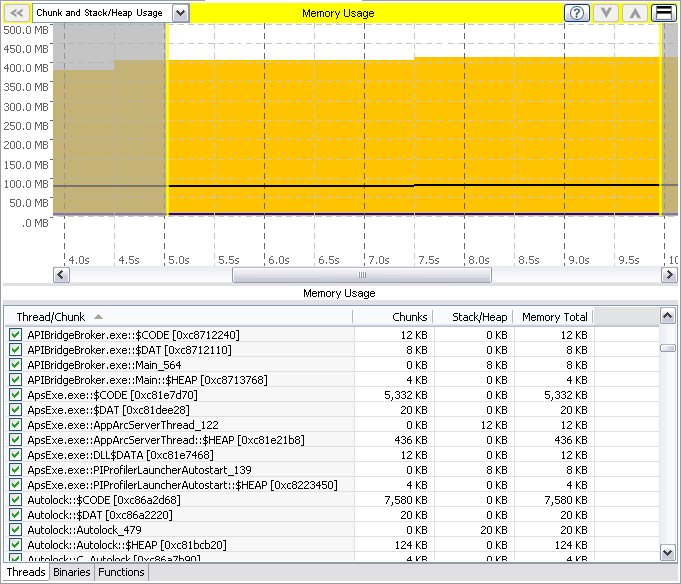 Chunk and Stack/Heap Usage Memory Usage
500.0 MB
450.0 MB
400.0 MB
350.0 MB
300.0 MB
250.0 MB
200.0 MB
150.0 MB
100.0 MB
50.0 MB
.0 MB
4.0s 4.5s 5.0s 5.5s 6.0s 6.5s 7.0s 7.5s 8.0s 8.5s 9.0s 9.5s 10
Memory Usage
Thread/Chunk Chunks Stack/Heap Memory Total
APIBridgeBroker.exe::$CODE [0xc8712240] 12 KB 0 KB 12 KB
APIBridgeBroker.exe::$DAT [0xc8712110] 8 KB 0 KB 8 KB
APIBridgeBroker.exe::Main_564 0 KB 8 KB 8 KB
APIBridgeBroker.exe::Main::$HEAP [0xc8713768] 4 KB 0 KB 4 KB
ApsExe.exe::$CODE [0xc81e7d70] 5,332 KB 0 KB 5,332 KB
ApsExe.exe::$DAT [0xc81dee28] 20 KB 0 KB 20 KB
ApsExe.exe::AppArcServerThread_122 0 KB 12 KB 12 KB
ApsExe.exe::AppArcServerThread::$HEAP [0xc81e21b8] 436 KB 0 KB 436 KB
ApsExe.exe::DLL$DATA [0xc81e7468] 12 KB 0 KB 12 KB
ApsExe.exe::PIProfilerLauncherAutostart_139 0 KB 8 KB 8 KB
ApsExe.exe::PIProfilerLauncherAutostart::$HEAP [0xc8223450] 4 KB 0 KB 4 KB
Autolock::$CODE [0xc86a2d68] 7,580 KB 0 KB 7,580 KB
Autolock::$DAT [0xc86a2220] 20 KB 0 KB 20 KB
Autolock::Autolock_479 0 KB 20 KB 20 KB
Autolock::Autolock::$HEAP [0xc81bcb20] 124 KB 0 KB 124 KB
Autolock::C_Autolock [0xc86a7b90] 4 KB 0 KB 4 KB
Threads Binaries Functions